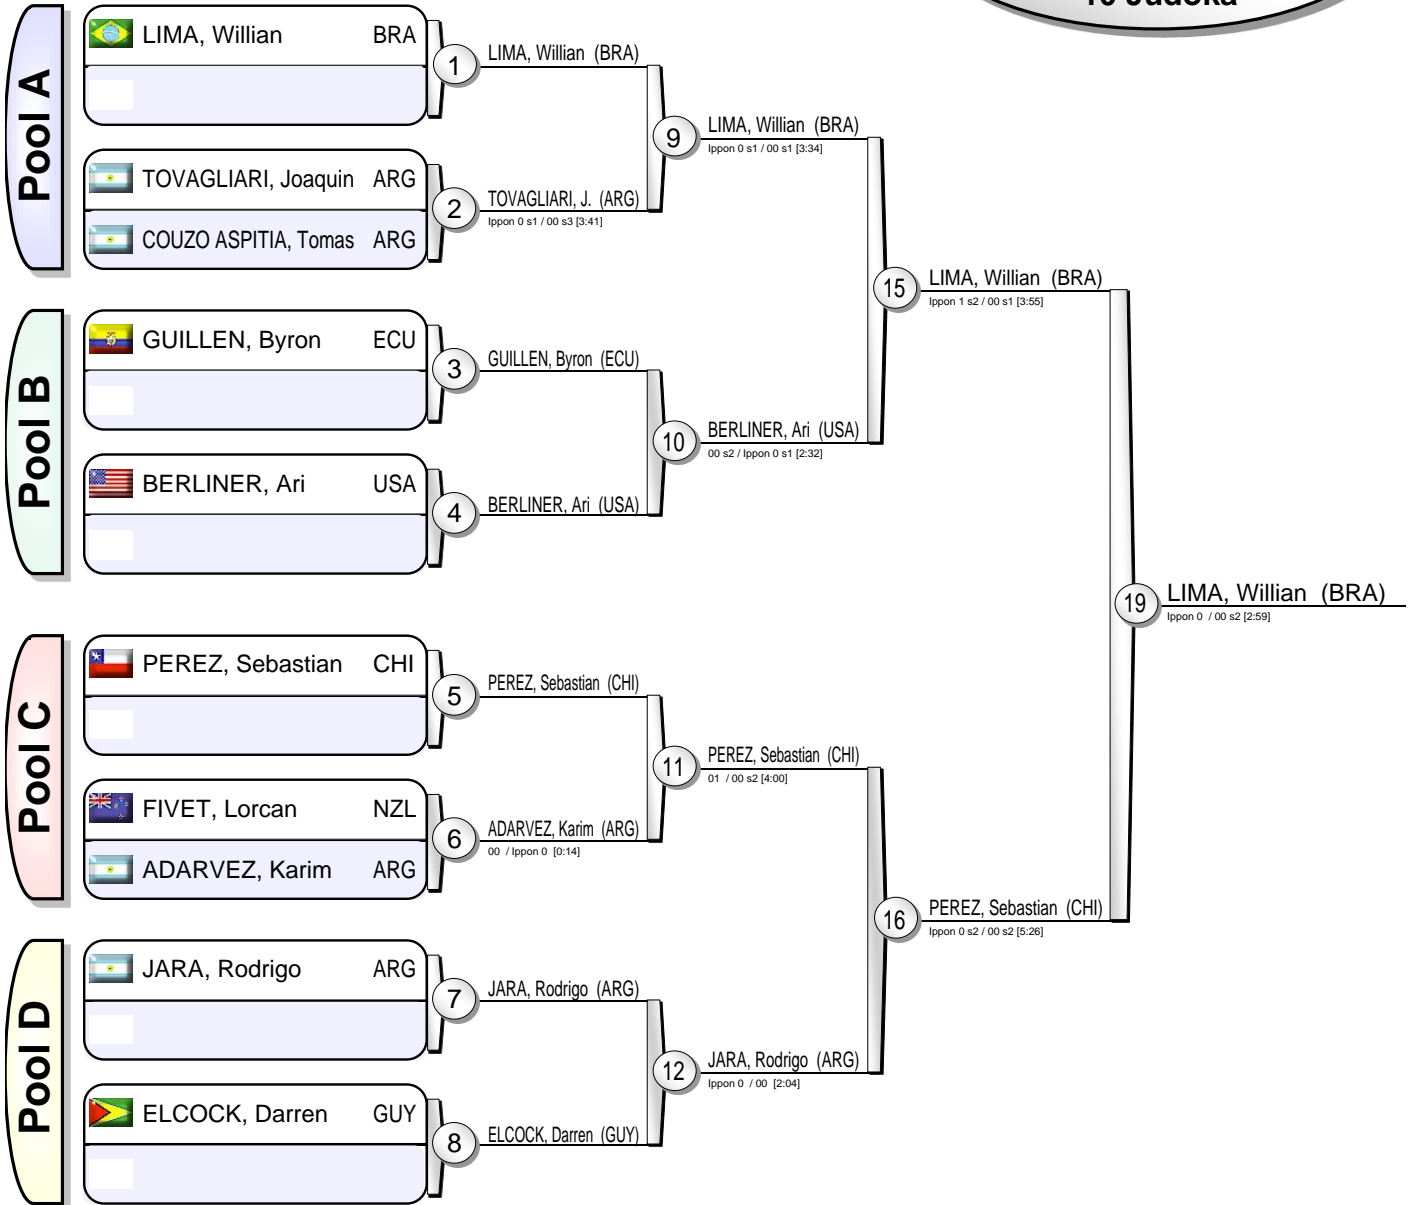 10 Judoka
Pool A
LIMA, Willian BRA
1
LIMA, Willian (BRA)
TOVAGLIARI, Joaquin ARG
COUZO ASPITIA, Tomas ARG
2
TOVAGLIARI, J. (ARG)
Ippon 0 s1 / 00 s3 [3:41]
9
LIMA, Willian (BRA)
Ippon 0 s1 / 00 s1 [3:34]
Pool B
GUILLEN, Byron ECU
3
GUILLEN, Byron (ECU)
BERLINER, Ari USA
4
BERLINER, Ari (USA)
10
BERLINER, Ari (USA)
00 s2 / Ippon 0 s1 [2:32]
15
LIMA, Willian (BRA)
Ippon 1 s2 / 00 s1 [3:55]
Pool C
PEREZ, Sebastian CHI
5
PEREZ, Sebastian (CHI)
FIVET, Lorcan NZL
ADARVEZ, Karim ARG
6
ADARVEZ, Karim (ARG)
00 / Ippon 0 [0:14]
11
PEREZ, Sebastian (CHI)
01 / 00 s2 [4:00]
Pool D
JARA, Rodrigo ARG
7
JARA, Rodrigo (ARG)
ELCOCK, Darren GUY
8
ELCOCK, Darren (GUY)
12
JARA, Rodrigo (ARG)
Ippon 0 / 00 [2:04]
16
PEREZ, Sebastian (CHI)
Ippon 0 s2 / 00 s2 [5:26]
19
LIMA, Willian (BRA)
Ippon 0 / 00 s2 [2:59]